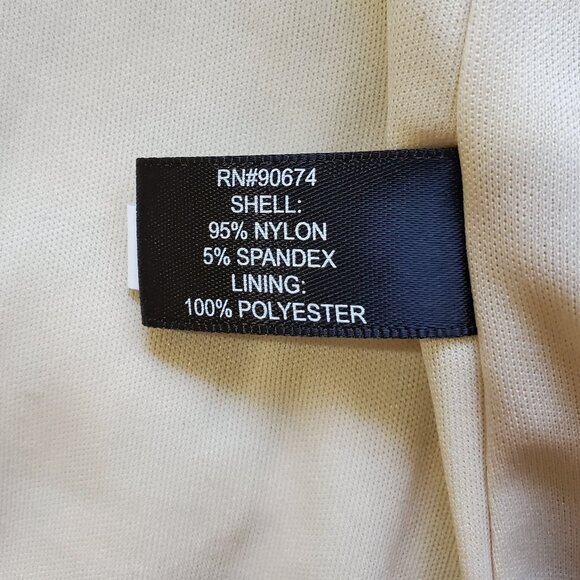 RN#90674
SHELL:
95% NYLON
5% SPANDEX
LINING:
100% POLYESTER